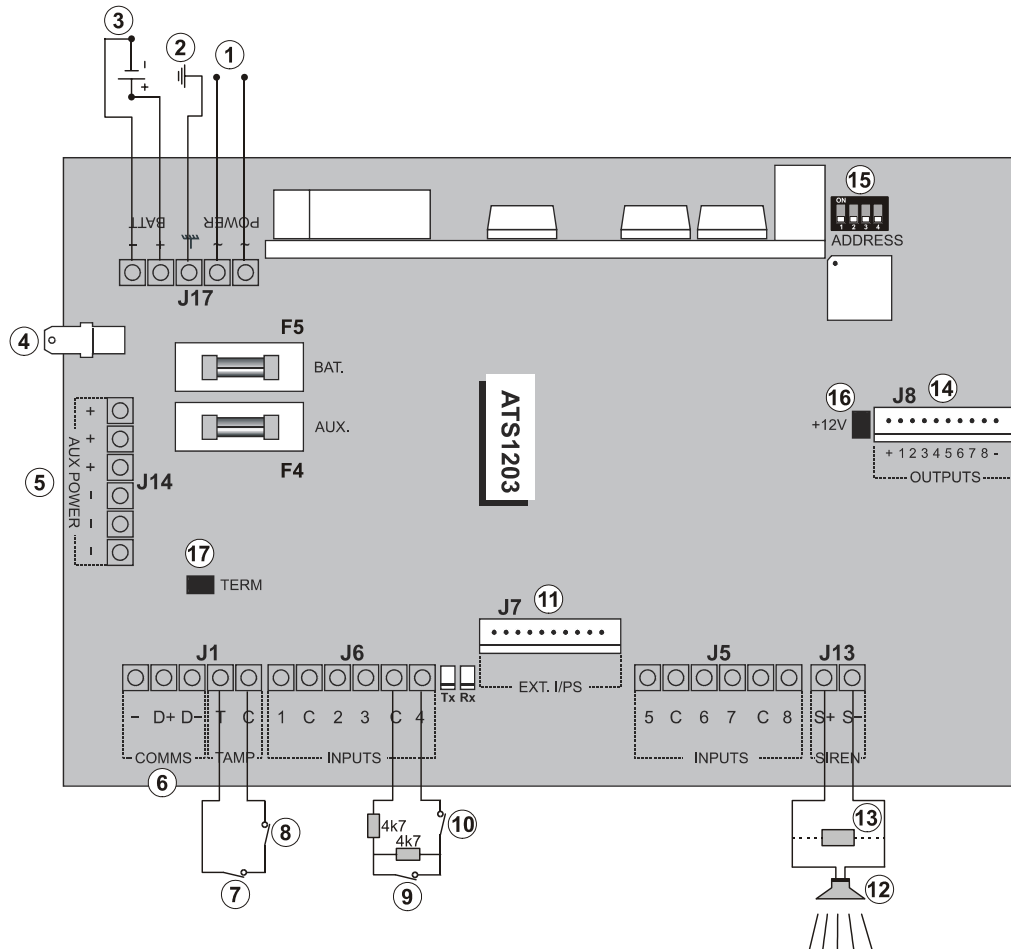 3
2
1
-
+
BATT
POWER
- + ~ ~
J17
15
ON
1 2 3 4
ADDRESS
4
F5
BAT.
AUX.
F4
ATS1203
16
J8
14
+12V
+ 1 2 3 4 5 6 7 8 -
OUTPUTS
5
AUX POWER
+
+
+
-
-
-
J14
17
TERM
J7
11
EXT. I/PS
J1
J6
Tx
Rx
J5
J13
- D+ D- T C
1 C 2 3 C 4
5 C 6 7 C 8
S+ S-
COMMS
TAMP
INPUTS
INPUTS
SIREN
6
8
7
4k7
4k7
10
9
13
12